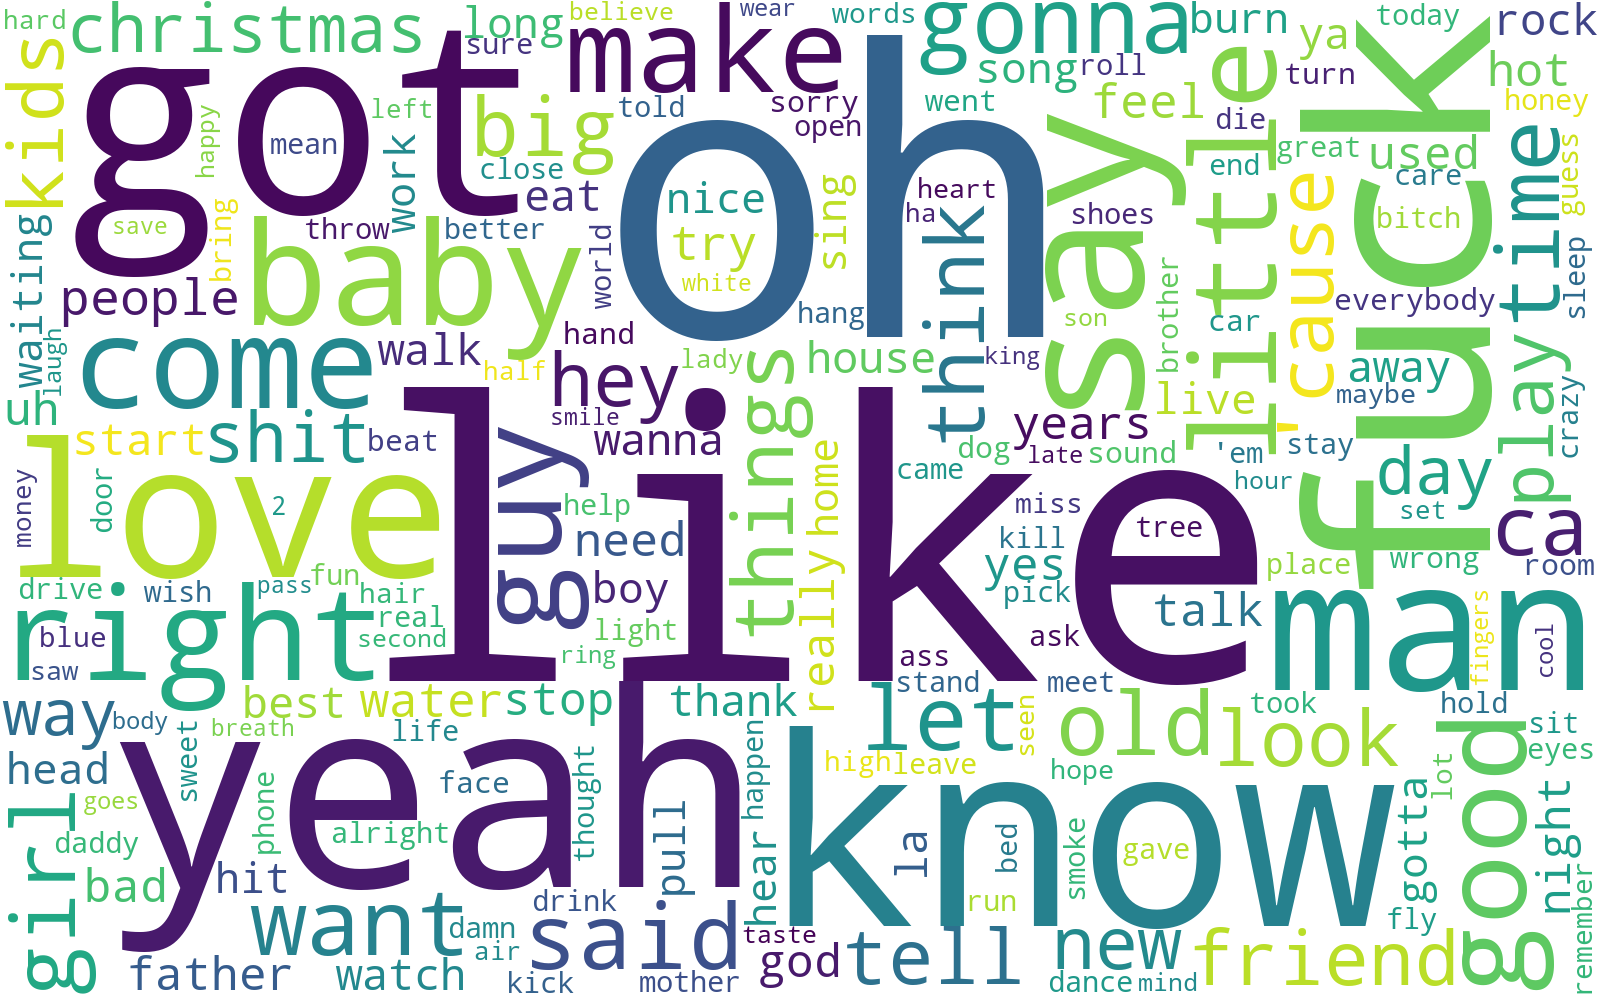 hard
christmas
long
believe
wear
words
gonna
burn
today
rock
kids
got
sure
make
song
roll
ya
turn
hot
oh
say
little
fuck
happy
mean
left
big
told
sorry
open
went
feel
die
honey
work
close
eat
nice
try
white
sing
heart
ha
think
shoes
end
great
used
care
bitch
time
guess
save
bring
throw
better
world
waiting
people
baby
hang
son
brother
car
cause
everybody
sleep
laugh
come
walk
hand
half
hey
smile
lady
house
king
live
away
maybe
play
crazy
uh
start
shit
beat
wanna
guy
things
years
dog
late
sound
'em
stay
hour
day
love
like
money
door
2
help
need
came
miss
kill
tree
set
ca
home
really
yes
pick
place
wrong
room
drive
wish
pass
fun
hair
real
second
boy
light
ring
talk
man
right
blue
saw
ass
ask
fingers
cool
way
body
best
breath
water
stop
thank
stand
meet
let
seen
old
took
look
hold
sit
eyes
head
sweet
yeah
life
face
thought
happen
high
leave
know
hope
lot
good
girl
goes
daddy
phone
alright
pull
hear
la
bed
smoke
gave
gotta
night
bad
hit
want
damn
air
drink
said
taste
run
fly
remember
father
watch
kick
mother
god
tell
new
dance
mind
friend